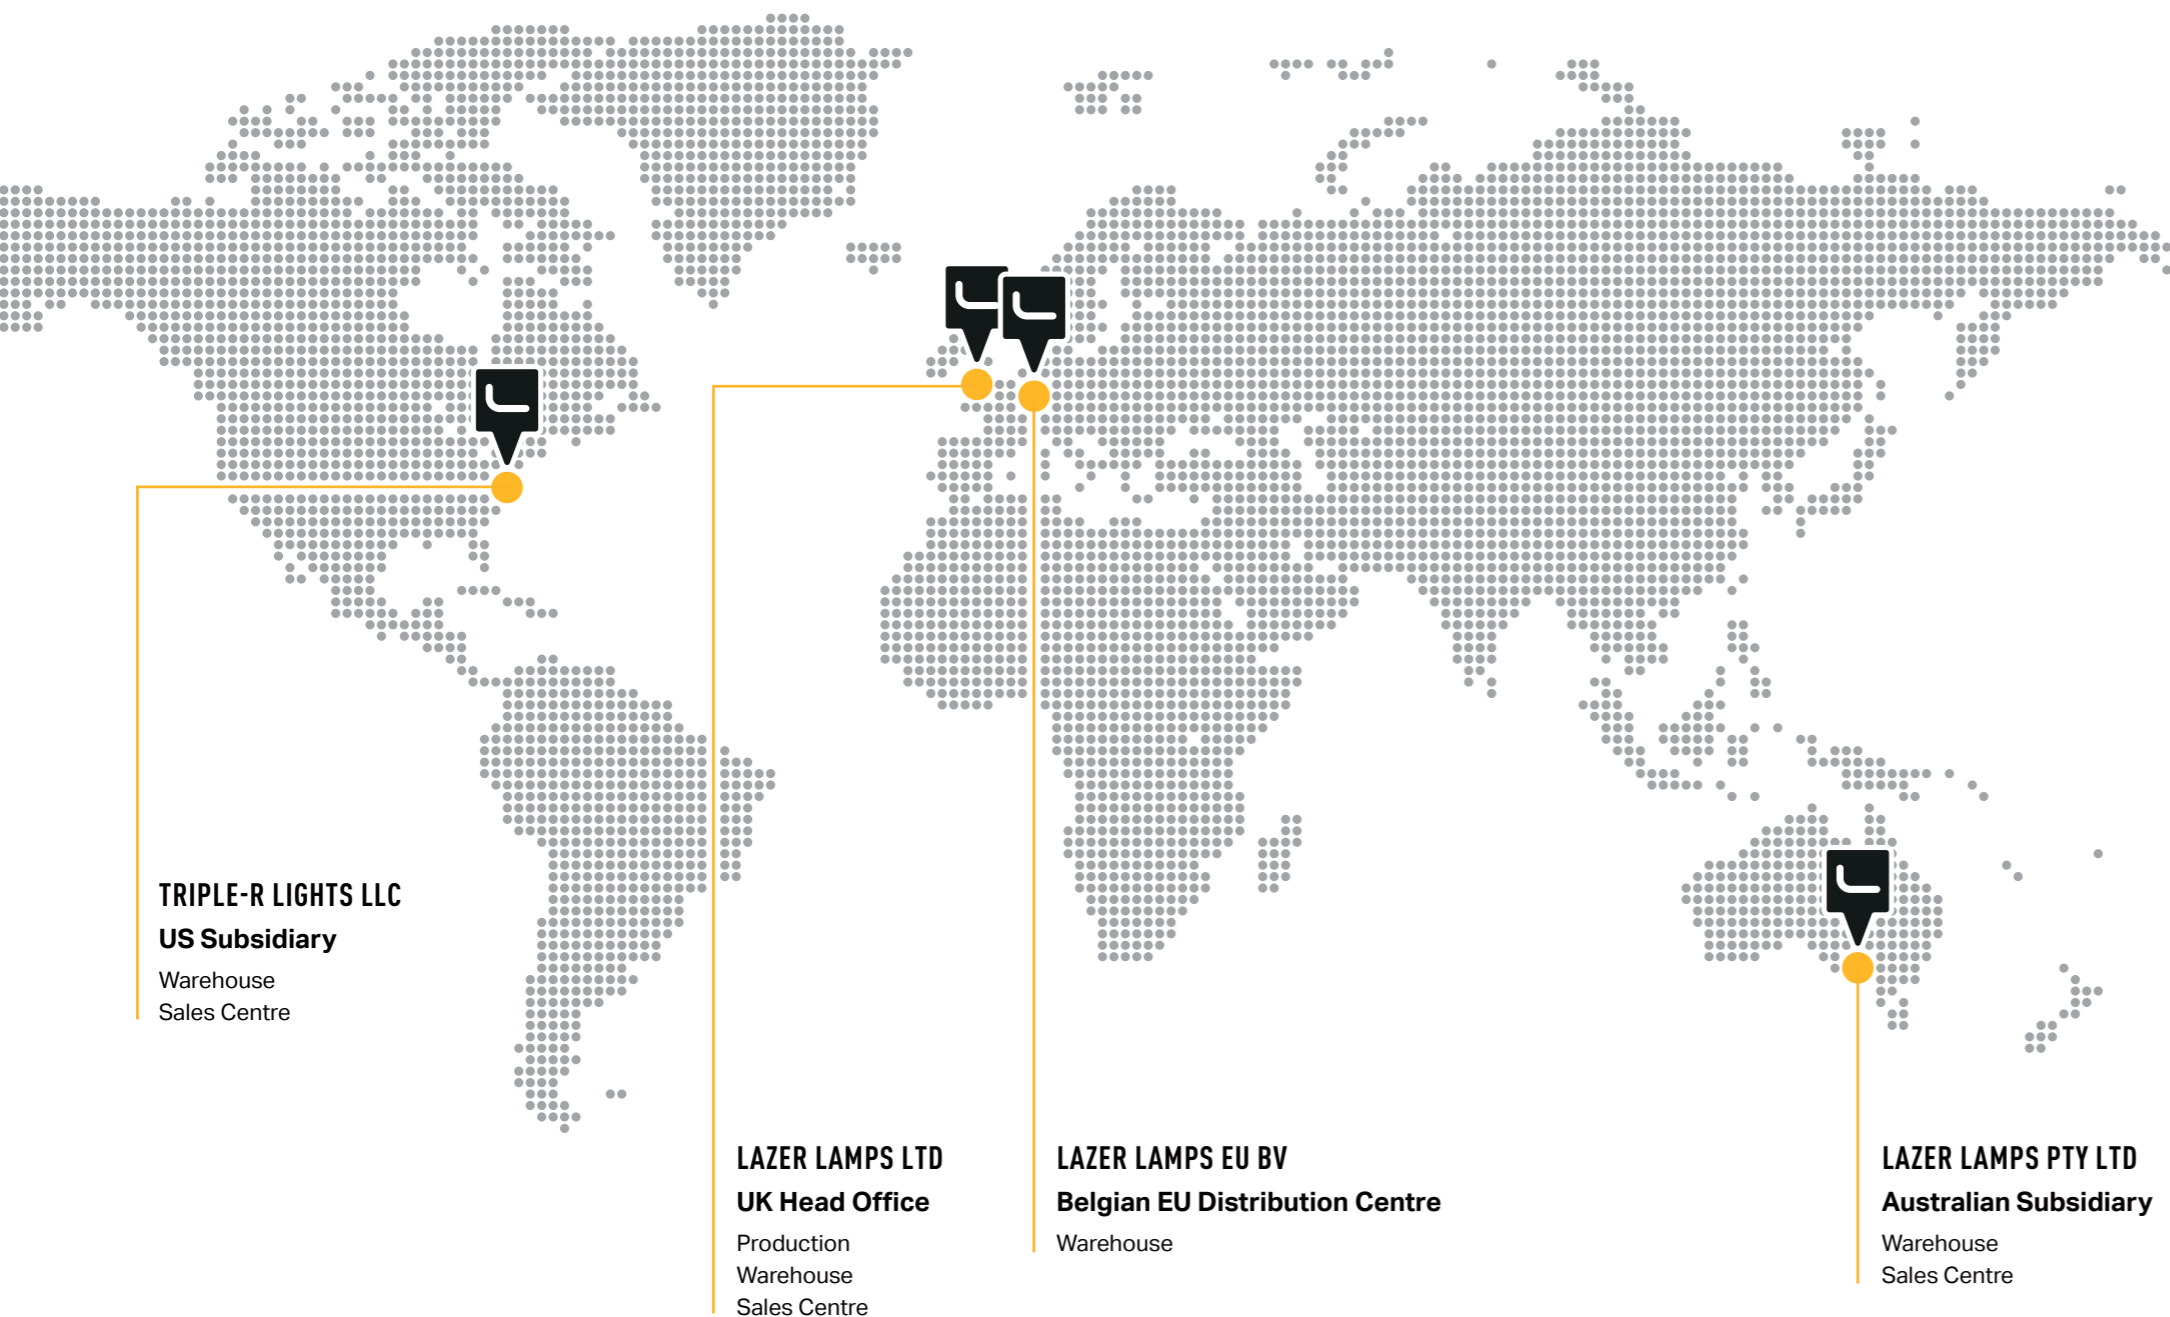 TRIPLE-R LIGHTS LLC
US Subsidiary
Warehouse
Sales Centre
LAZER LAMPS LTD
UK Head Office
Production
Warehouse
Sales Centre
LAZER LAMPS EU BV
Belgian EU Distribution Centre
Warehouse
LAZER LAMPS PTY LTD
Australian Subsidiary
Warehouse
Sales Centre